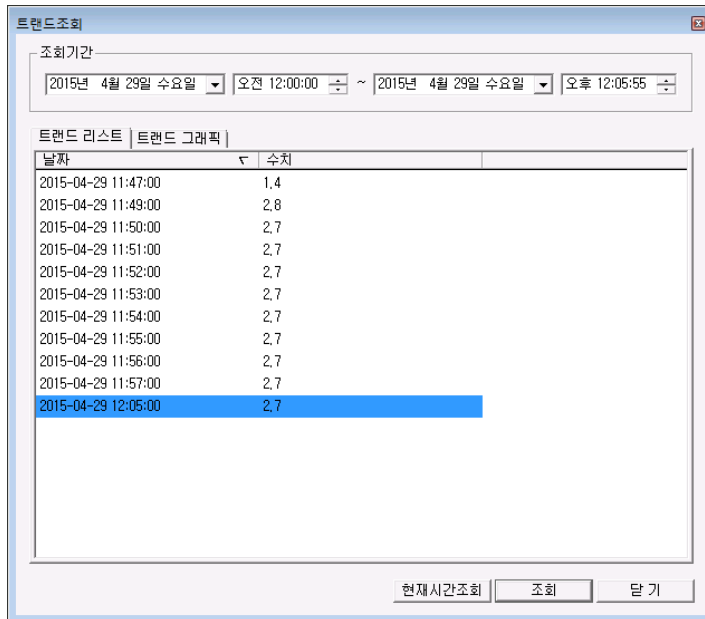 트랜드조회
조회기간
2015년 4월 29일 수요일 오전 12:00:00 ~ 2015년 4월 29일 수요일 오후 12:05:55
트랜드 리스트 트랜드 그래픽
날짜 수치
2015-04-29 11:47:00 1.4
2015-04-29 11:49:00 2.8
2015-04-29 11:50:00 2.7
2015-04-29 11:51:00 2.7
2015-04-29 11:52:00 2.7
2015-04-29 11:53:00 2.7
2015-04-29 11:54:00 2.7
2015-04-29 11:55:00 2.7
2015-04-29 11:56:00 2.7
2015-04-29 11:57:00 2.7
2015-04-29 12:05:00 2.7
현재시간조회 조회 닫 기